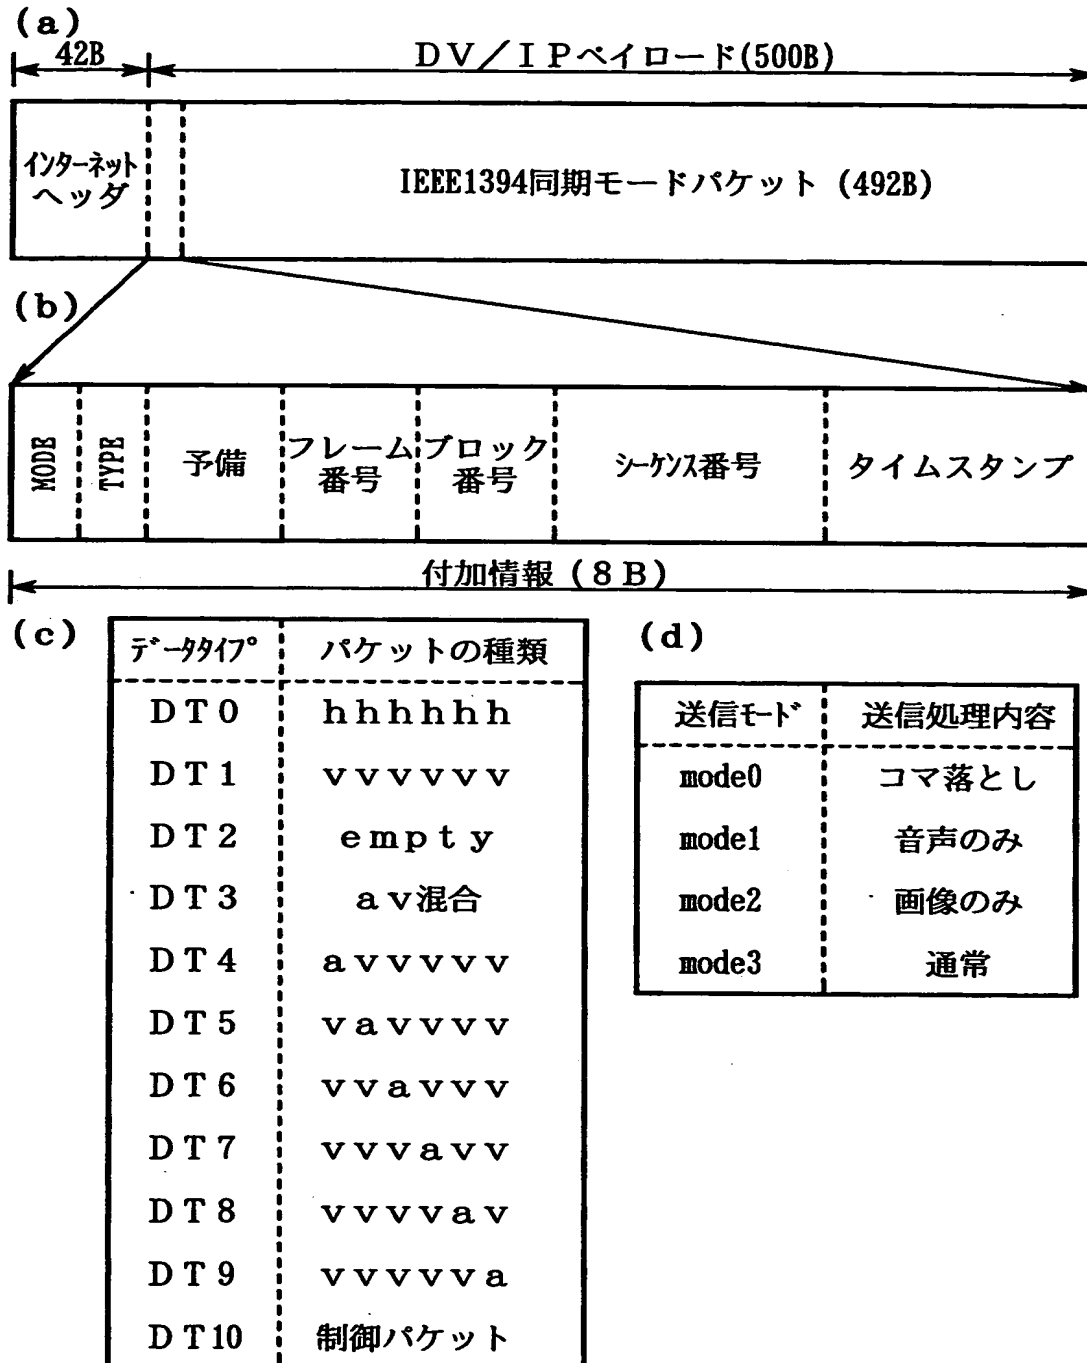 (a)
42B
DV/IPペイロード(500B)
インターネット
ヘッダ
IEEE1394同期モードパケット(492B)
(b)
MODE
TYPE
予備
フレーム
番号
ブロック
番号
シーケンス番号
タイムスタンプ
付加情報(8B)
(c)
データタイプ パケットの種類
DT0 hhhhhh
DT1 vvvvvv
DT2 empty
DT3 av混合
DT4 avvvvv
DT5 vavvvv
DT6 vvavvv
DT7 vvvavv
DT8 vvvvav
DT9 vvvvva
DT10 制御パケット
(d)
送信モード 送信処理内容
mode0 コマ落とし
mode1 音声のみ
mode2 画像のみ
mode3 通常